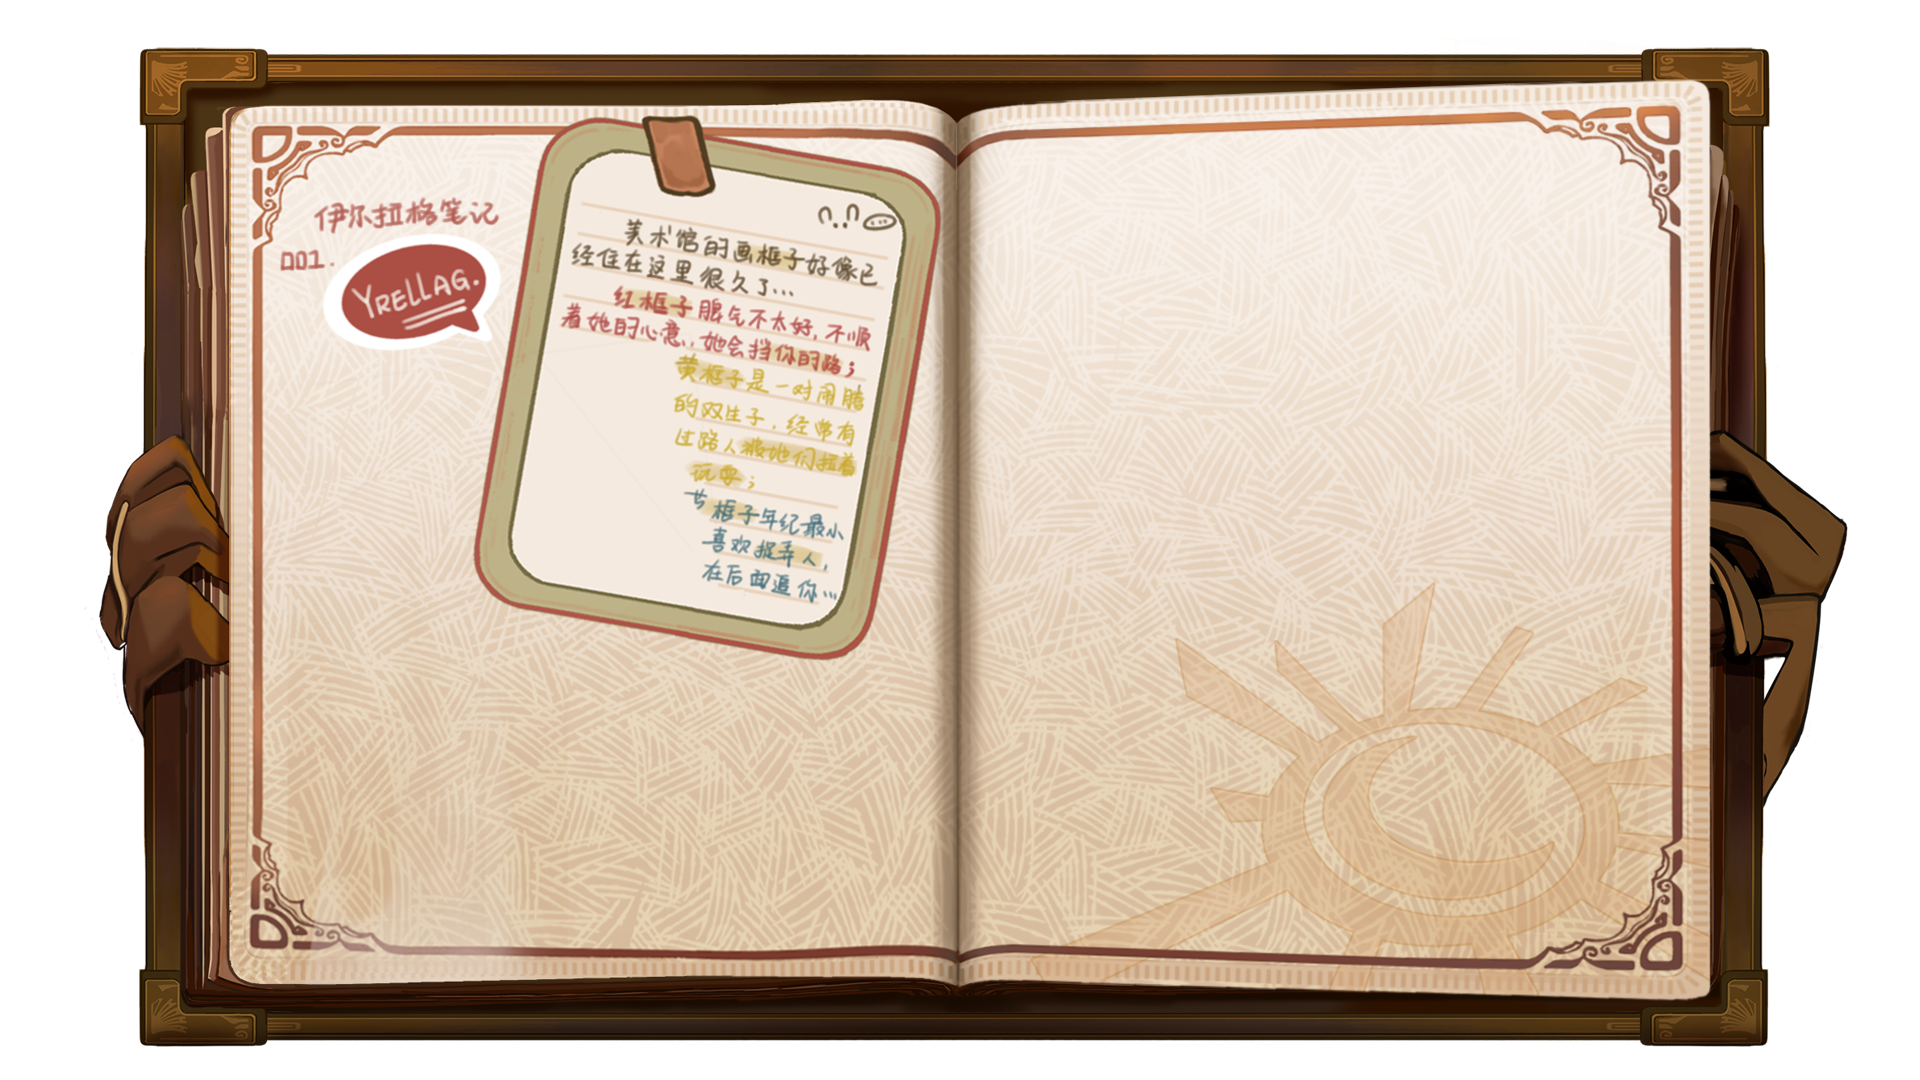 伊尔拉格笔记
001.
YRELLAG.
美术馆的画框子好像已
经住在这里很久了...
红框子脾气不太好,不顺
着她的心意,她会挡你的路;
黄框子是一对闹腾
的双生子,经常有
过路人被她们拉着
玩耍;
框子年纪最小
喜欢捉弄人,
在后面追你...